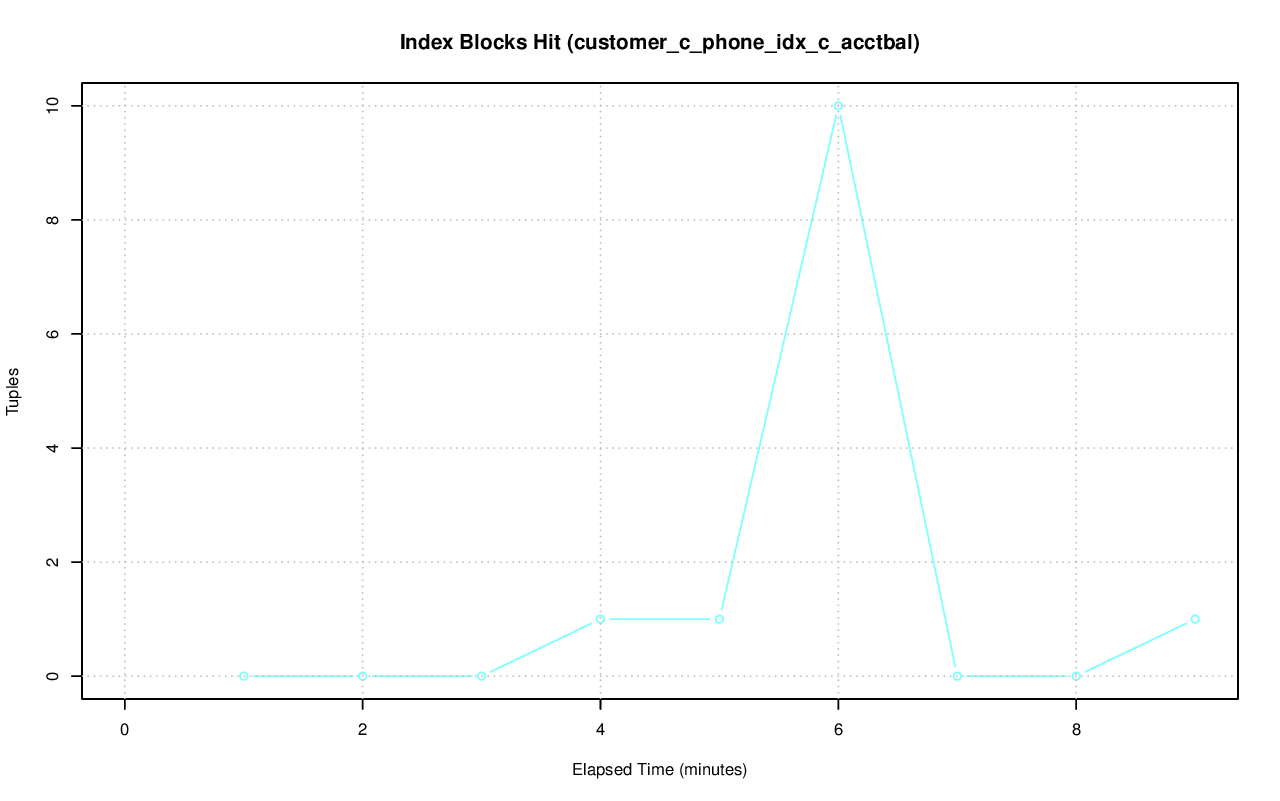 Index Blocks Hit (customer_c_phone_idx_c_acctbal)
10
8
6
4
2
0
Tuples
0 2 4 6 8
Elapsed Time (minutes)